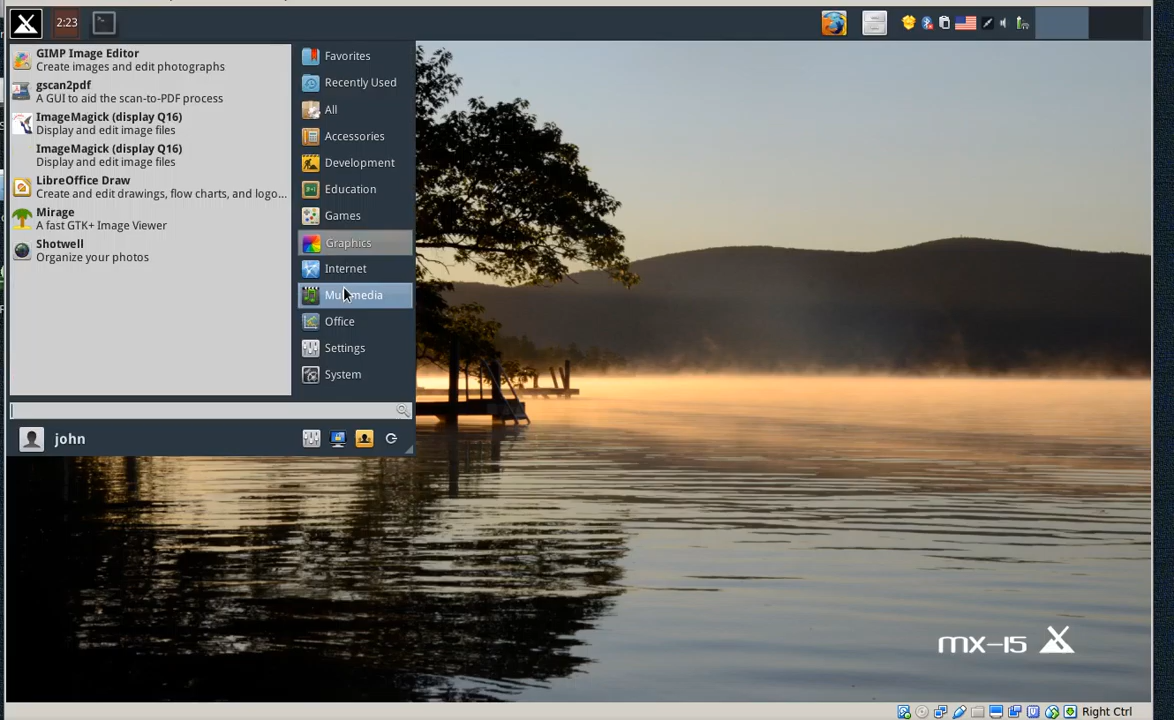 2:23
GIMP Image Editor
Create images and edit photographs
gscan2pdf
A GUI to aid the scan-to-PDF process
ImageMagick (display Q16)
Display and edit image files
ImageMagick (display Q16)
Display and edit image files
LibreOffice Draw
Create and edit drawings, flow charts, and logo...
Mirage
A fast GTK+ Image Viewer
Shotwell
Organize your photos
Favorites
Recently Used
All
Accessories
Development
Education
Games
Graphics
Internet
Multimedia
Office
Settings
System
john
mx-15
Right Ctrl